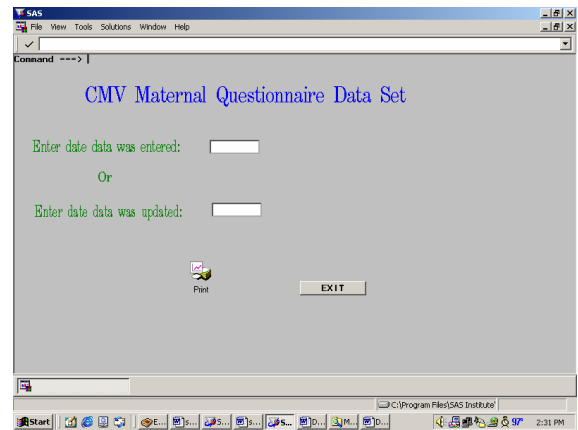 SAS
File View Tools Solutions Window Help
Command ===> |
CMV Maternal Questionnaire Data Set
Enter date data was entered:
Or
Enter date data was updated:
Print
EXIT
C:\Program Files\SAS Institute\
Start E... s... S... s... S... D... M... D... 97° 2:31 PM